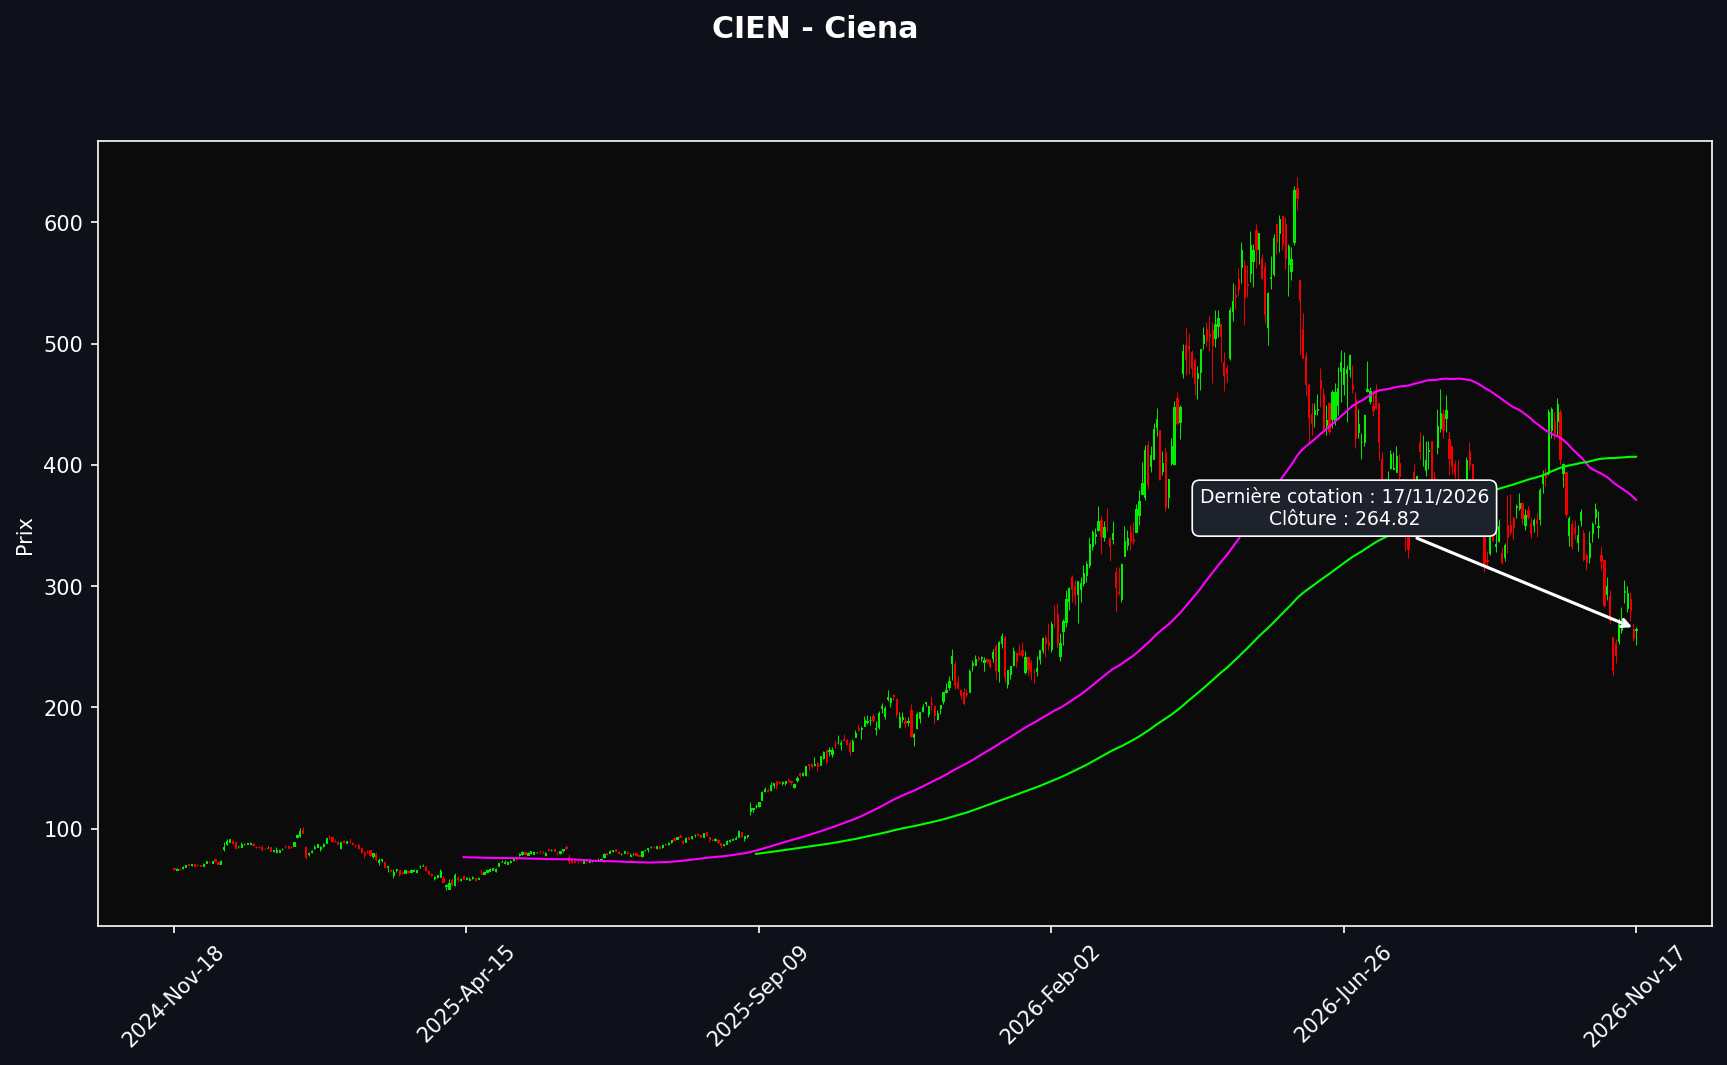 CIEN - Ciena
Prix
600
500
400
300
200
100
Dernière cotation : 17/11/2026
Clôture : 264.82
2024-Nov-18
2025-Apr-15
2025-Sep-09
2026-Feb-02
2026-Jun-26
2026-Nov-17